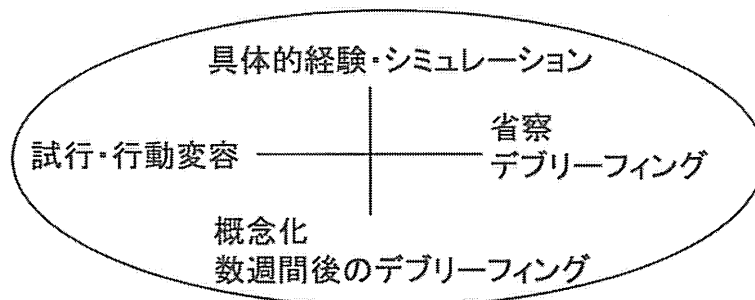 具体的経験・シミュレーション
試行・行動変容
省察
デブリーフィング
概念化
数週間後のデブリーフィング